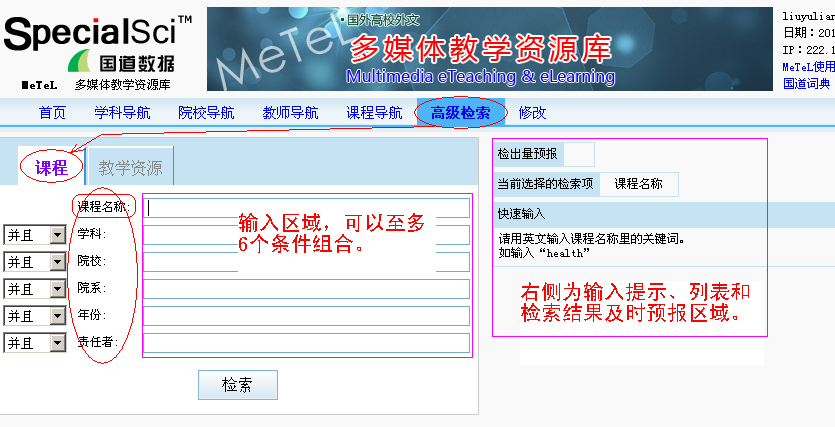 SpecialSci™
国道数据
MeTeL 多媒体教学资源库
MeTeL
·国外高校外文
多媒体教学资源库
Multimedia eTeaching & eLearning
liuyulian
日期：201
IP：222.1
MeTeL使用
国道词典
首页 学科导航 院校导航 教师导航 课程导航 高级检索 修改
课程 教学资源
课程名称:
并且 学科:
并且 院校:
并且 院系:
并且 年份:
并且 责任者:
输入区域，可以至多
6个条件组合。
检索
检出量预报
当前选择的检索项 课程名称
快速输入
请用英文输入课程名称里的关键词。
如输入“health”
右侧为输入提示、列表和
检索结果及时预报区域。